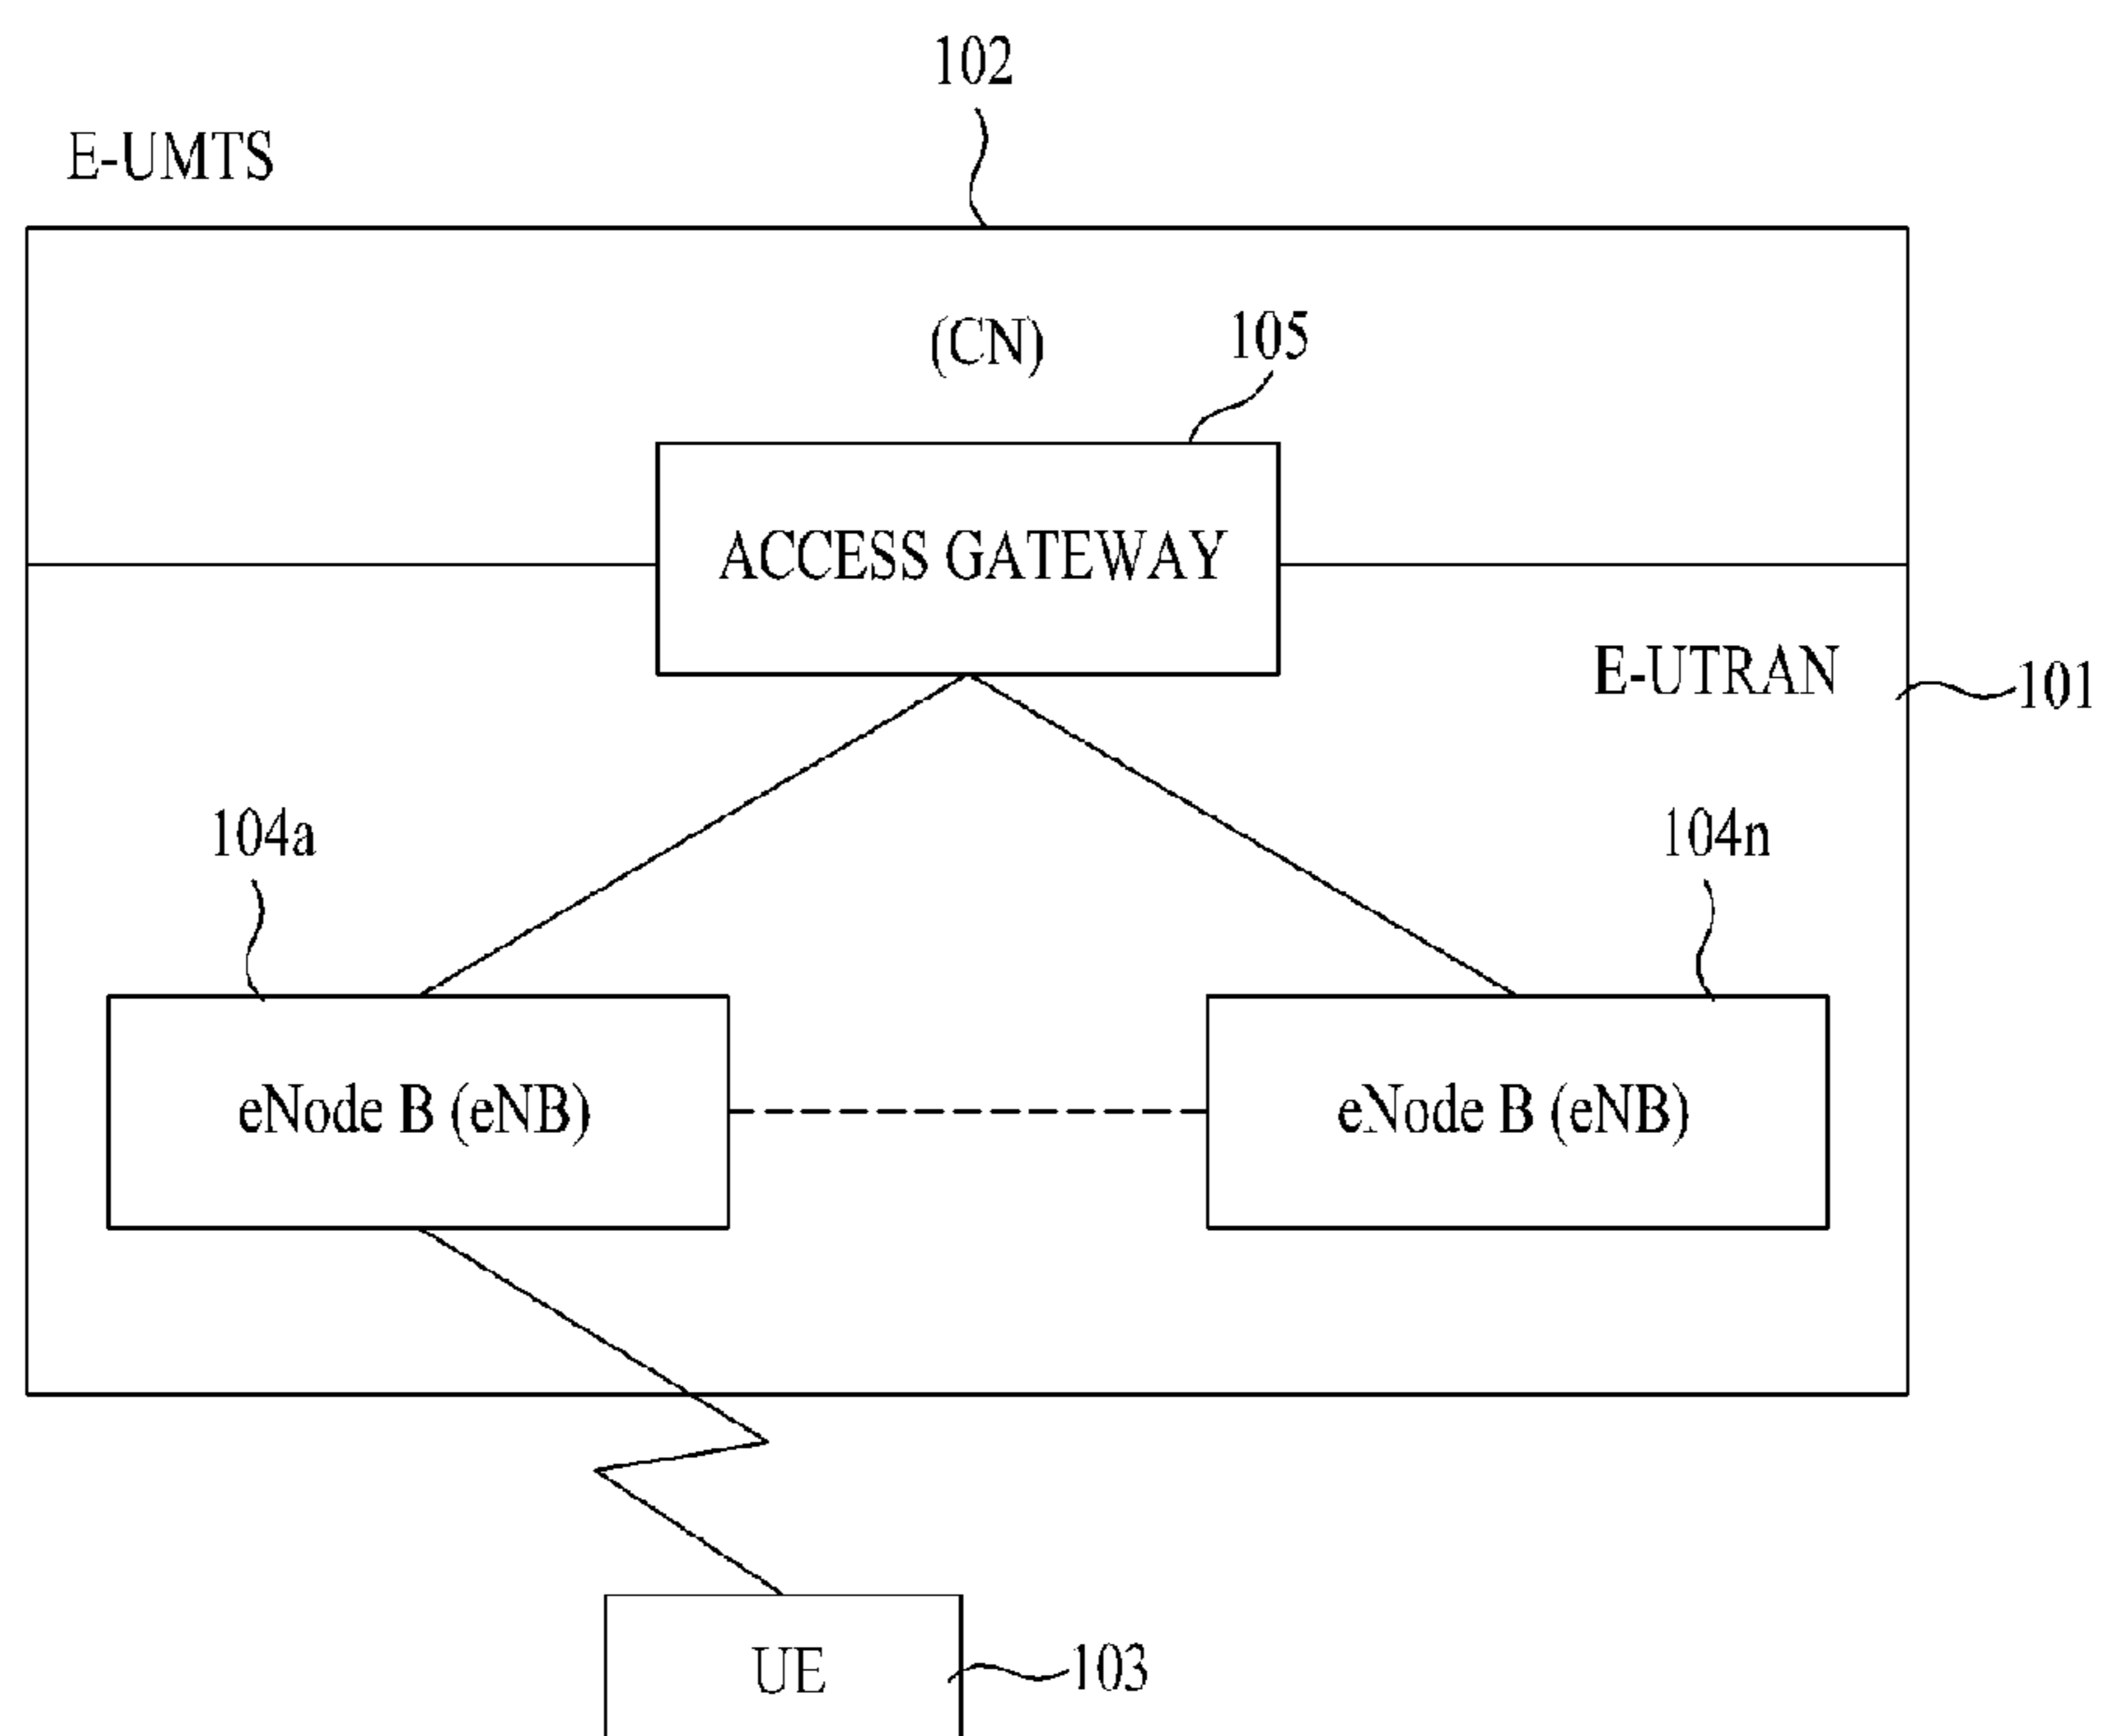 102
E-UMTS
(CN)
105
ACCESS GATEWAY
E-UTRAN
101
104a
104n
eNode B (eNB)
eNode B (eNB)
UE
103